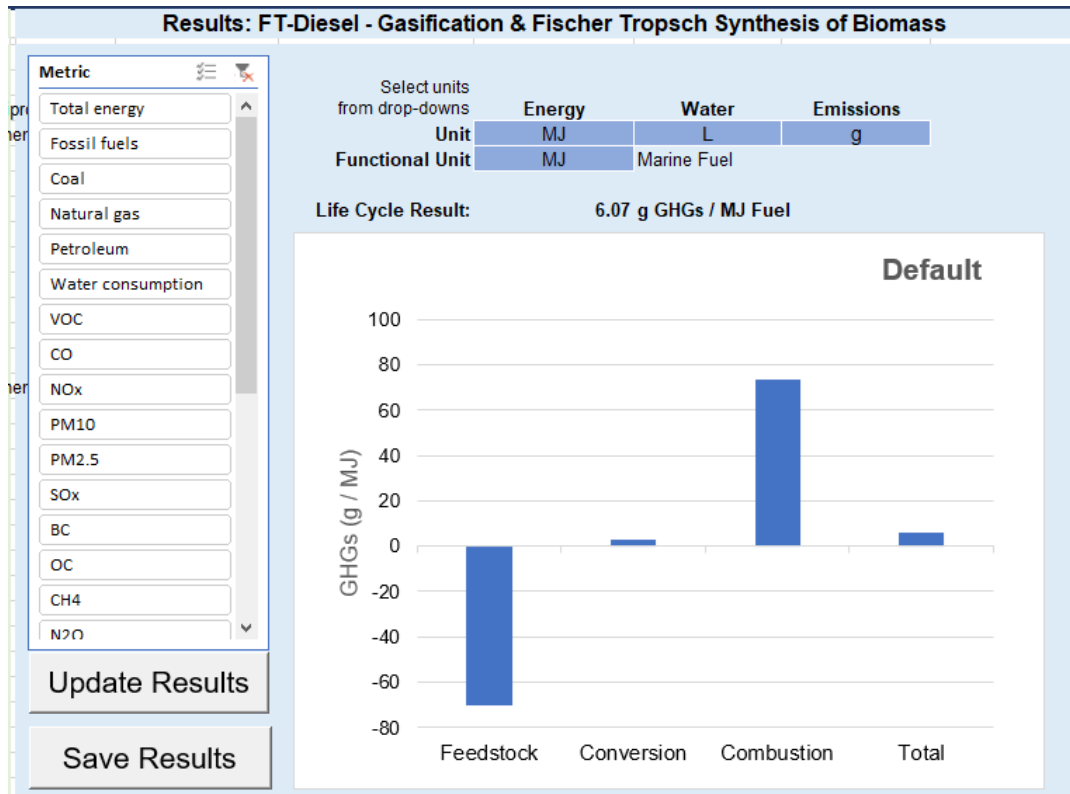 Results: FT-Diesel - Gasification & Fischer Tropsch Synthesis of Biomass
Metric
Total energy
Fossil fuels
Coal
Natural gas
Petroleum
Water consumption
VOC
CO
NOx
PM10
PM2.5
SOx
BC
OC
CH4
N2O
Update Results
Save Results
Select units
from drop-downs Energy Water Emissions
Unit MJ L g
Functional Unit MJ Marine Fuel
Life Cycle Result: 6.07 g GHGs / MJ Fuel
Default
GHGs (g / MJ)
100
80
60
40
20
0
-20
-40
-60
-80
Feedstock Conversion Combustion Total